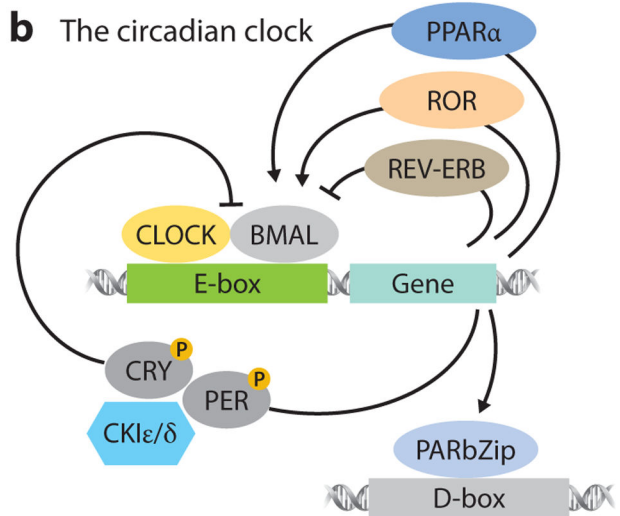 b The circadian clock
PPARα
ROR
REV-ERB
CLOCK
BMAL
E-box
Gene
CRY
P
PER
P
CKIε/δ
PARbZip
D-box